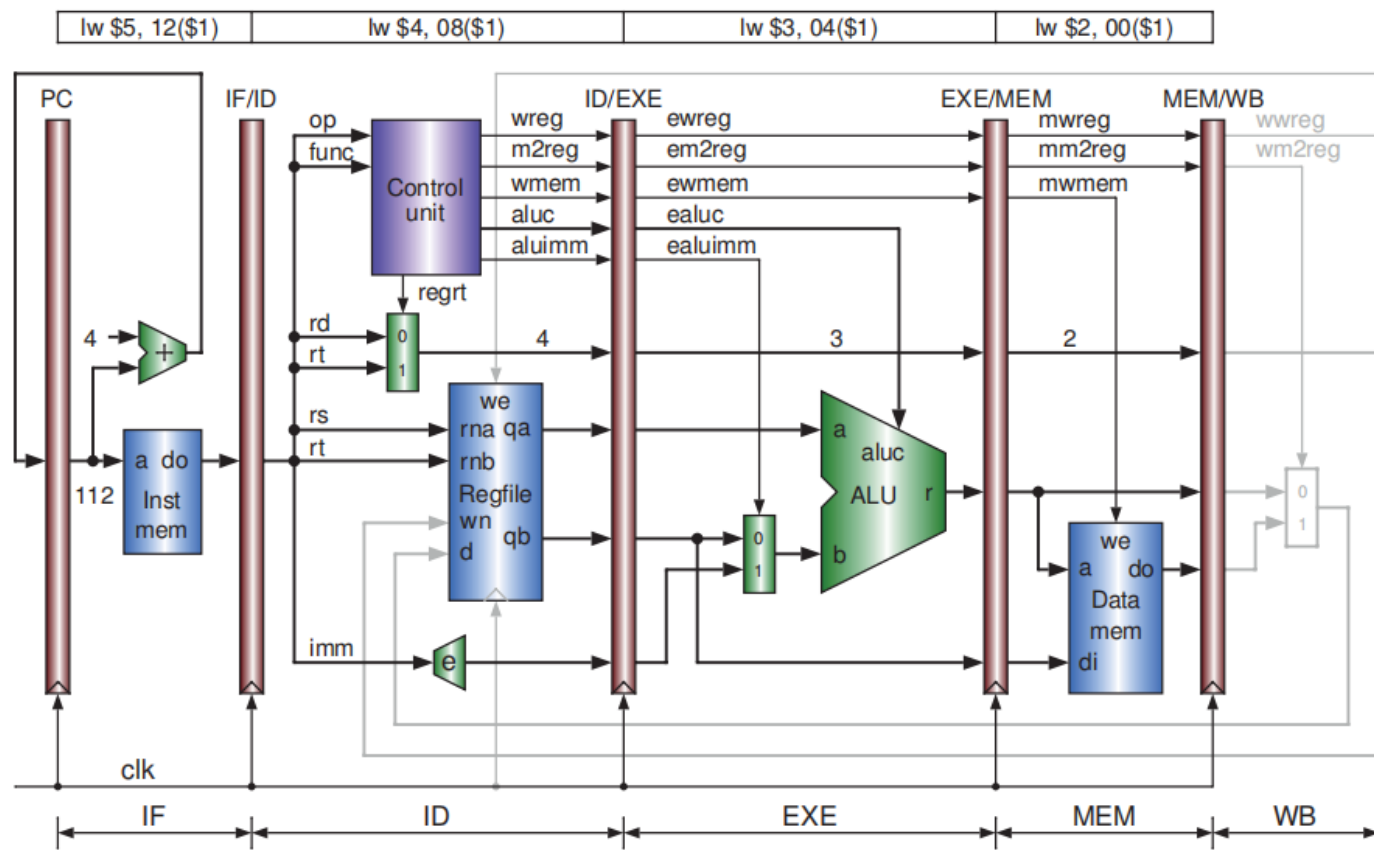 lw $5, 12($1) lw $4, 08($1) lw $3, 04($1) lw $2, 00($1)
PC IF/ID ID/EXE EXE/MEM MEM/WB
op wreg ewreg mwreg wwreg
func m2reg em2reg mm2reg wm2reg
Control unit
wmem ewmem mwmem
aluc ealuc
aluimm ealuimm
regrt
rd 0
4 + rt 1 4 3 2
we
rs rna qa a
rt rnb aluc
a do
112 Inst mem
Regfile ALU r
wn qb
d
0
1
b
0
1
we
a do
Data mem
di
imm e
clk
IF ID EXE MEM WB